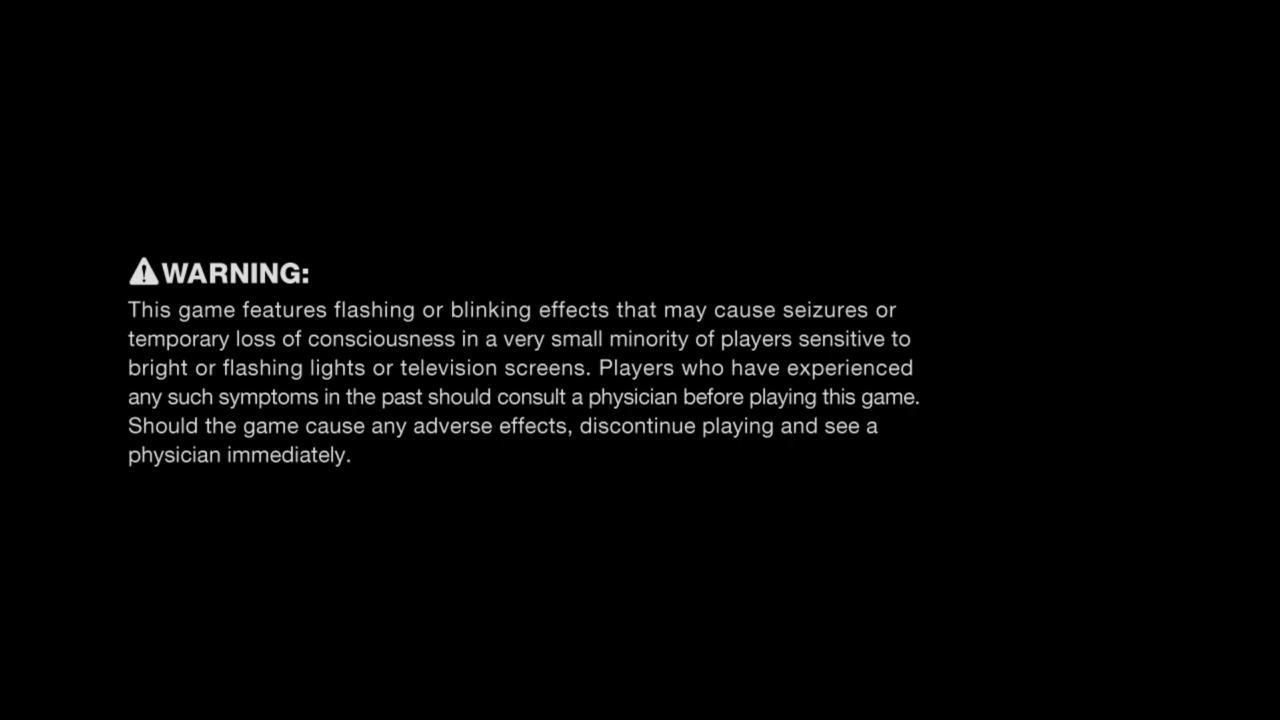 WARNING:
This game features flashing or blinking effects that may cause seizures or
temporary loss of consciousness in a very small minority of players sensitive to
bright or flashing lights or television screens. Players who have experienced
any such symptoms in the past should consult a physician before playing this game.
Should the game cause any adverse effects, discontinue playing and see a
physician immediately.